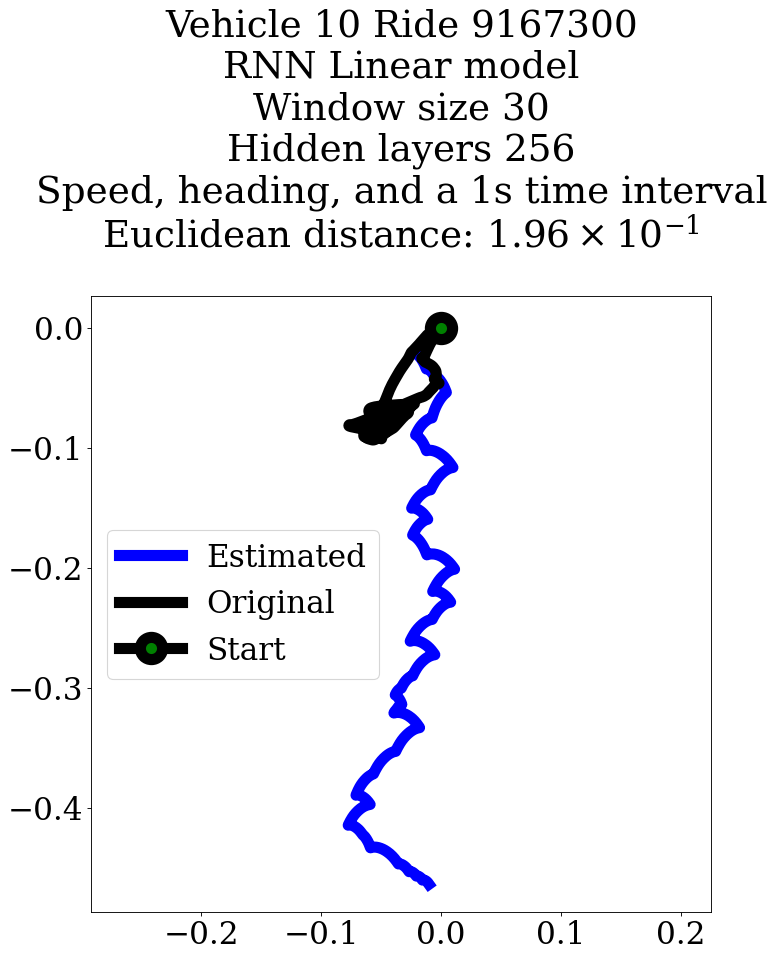 Vehicle 10 Ride 9167300
RNN Linear model
Window size 30
Hidden layers 256
Speed, heading, and a 1s time interval
Euclidean distance: 1.96 × 10⁻¹
0.0
−0.1
−0.2
−0.3
−0.4
Estimated
Original
Start
−0.2 −0.1 0.0 0.1 0.2